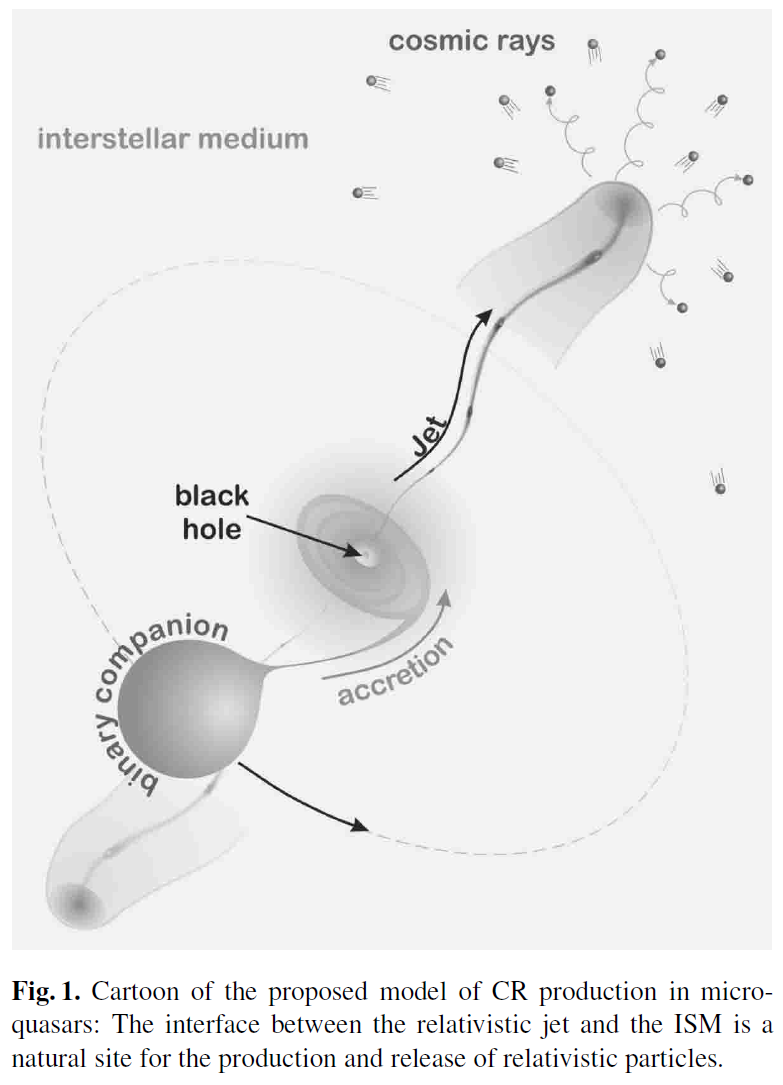 cosmic rays
interstellar medium
Jet
black
hole
binary companion
accretion
Fig. 1. Cartoon of the proposed model of CR production in micro-
quasars: The interface between the relativistic jet and the ISM is a
natural site for the production and release of relativistic particles.